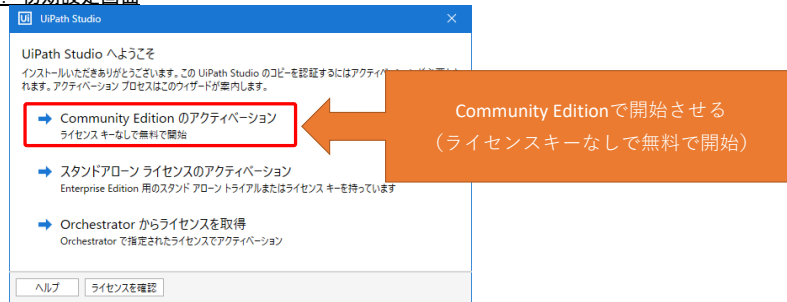 初期設定画面
UiPath Studio
UiPath Studio へようこそ
インストールいただきありがとうございます。この UiPath Studio のコピーを認証するにはアクティベ
れます。アクティベーション プロセスはこのウィザードが案内します。
Community Edition のアクティベーション
ライセンス キーなしで無料で開始
Community Editionで開始させる
（ライセンスキーなしで無料で開始）
スタンドアローン ライセンスのアクティベーション
Enterprise Edition 用のスタンド アローン トライアルまたはライセンス キーを持っています
Orchestrator からライセンスを取得
Orchestrator で指定されたライセンスでアクティベーション
ヘルプ ライセンスを確認